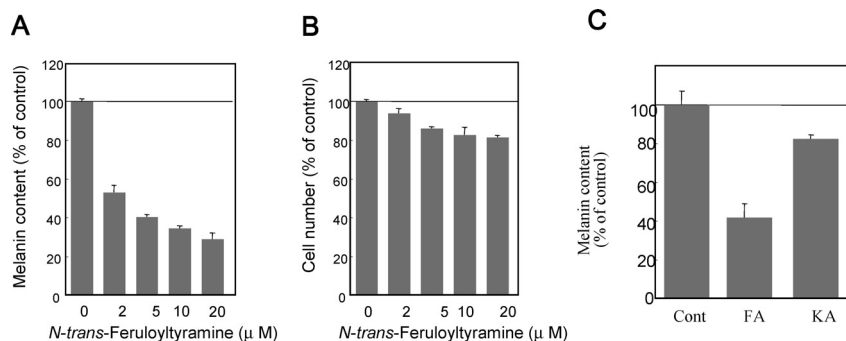 A
Melanin content (% of control)
120
100
80
60
40
20
0
0 2 5 10 20
N-trans-Feruloyltyramine (μ M)
B
Cell number (% of control)
120
100
80
60
40
20
0
0 2 5 10 20
N-trans-Feruloyltyramine (μ M)
C
Melanin content
(% of control)
100
80
60
40
20
0
Cont FA KA